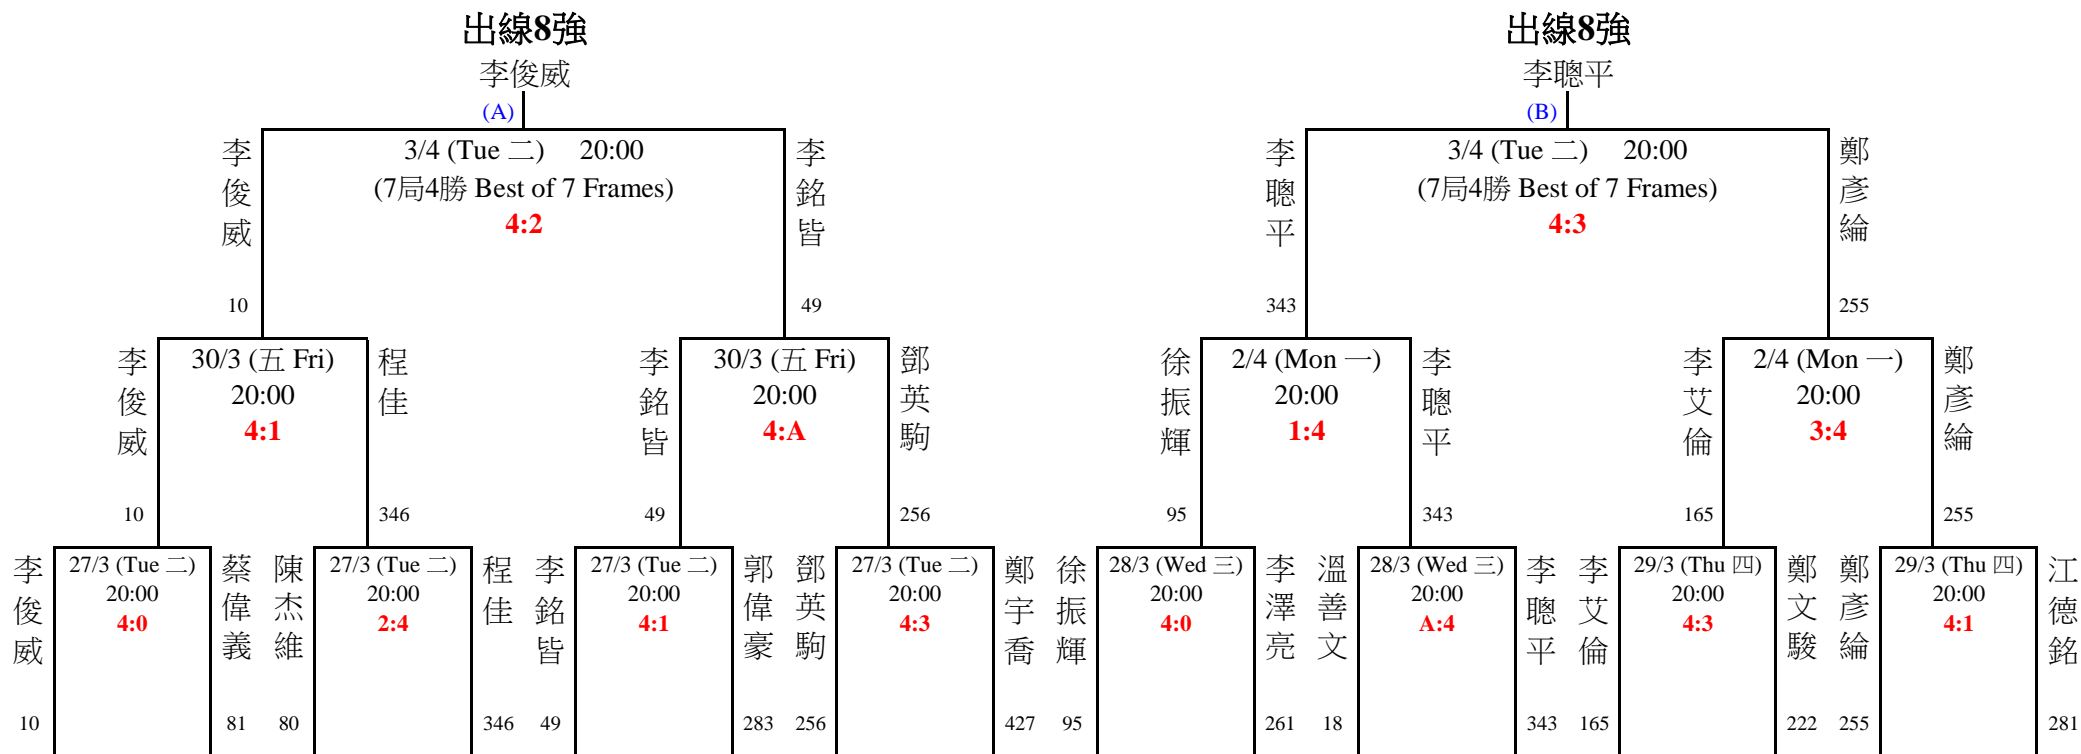 出線8強
出線8強
李俊威
李聰平
(A)
(B)
李俊威
3/4 (Tue 二) 20:00
(7局4勝 Best of 7 Frames)
4:2
李銘皆
李聰平
3/4 (Tue 二) 20:00
(7局4勝 Best of 7 Frames)
4:3
鄭彥綸
10
49
343
255
李俊威
30/3 (五 Fri)
20:00
4:1
程佳
李銘皆
30/3 (五 Fri)
20:00
4:A
鄧英駒
徐振輝
2/4 (Mon 一)
20:00
1:4
李聰平
李艾倫
2/4 (Mon 一)
20:00
3:4
鄭彥綸
10
346
49
256
95
343
165
255
李俊威
27/3 (Tue 二)
20:00
4:0
蔡偉義
陳杰維
27/3 (Tue 二)
20:00
2:4
程佳
李銘皆
27/3 (Tue 二)
20:00
4:1
郭偉豪
鄧英駒
27/3 (Tue 二)
20:00
4:3
鄭宇喬
徐振輝
28/3 (Wed 三)
20:00
4:0
李澤亮
溫善文
28/3 (Wed 三)
20:00
A:4
李聰平
李艾倫
29/3 (Thu 四)
20:00
4:3
鄭文駿
鄭彥綸
29/3 (Thu 四)
20:00
4:1
江德銘
10
81
80
346
49
283
256
427
95
261
18
343
165
222
255
281